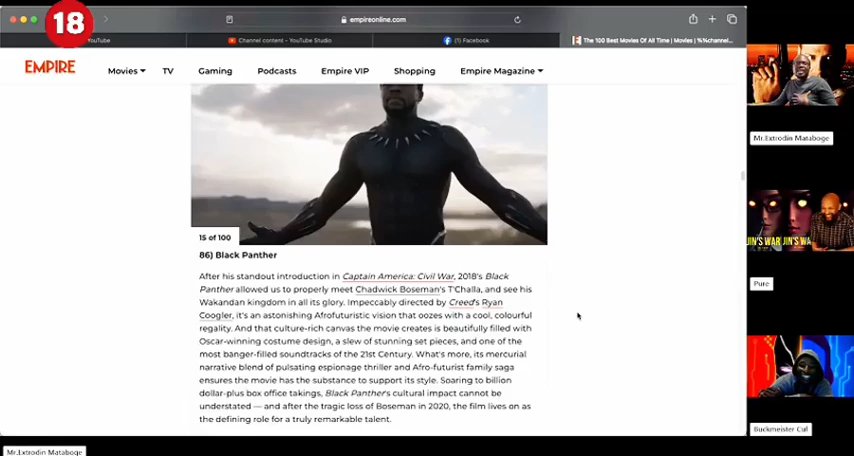 18
empireonline.com
YouTube
Channel content - YouTube Studio
(1) Facebook
The 100 Best Movies Of All Time | Movies | %%channel...
EMPIRE
Movies
TV
Gaming
Podcasts
Empire VIP
Shopping
Empire Magazine
15 of 100
86) Black Panther
After his standout introduction in Captain America: Civil War, 2018's Black
Panther allowed us to properly meet Chadwick Boseman's T'Challa, and see his
Wakandan kingdom in all its glory. Impeccably directed by Creed's Ryan
Coogler, it's an astonishing Afrofuturist vision that oozes with a cool, colourful
regality. And that culture-rich canvas the movie creates is beautifully filled with
Oscar-winning costume design, a slew of stunning set pieces, and one of the
most banger-filled soundtracks of the 21st Century. What's more, its mercurial
narrative blend of pulsating espionage thriller and Afro-futurist family saga
ensures the movie has the substance to support its style. Soaring to billion
dollar-plus box office takings, Black Panther's cultural impact cannot be
understated — and after the tragic loss of Boseman in 2020, the film lives on as
the defining role for a truly remarkable talent.
Mr.Extrodin Mataboge
JIN'S WAR
JIN'S WAR
Pure
Buckmeister Cul
Mr.Extrodin Mataboge